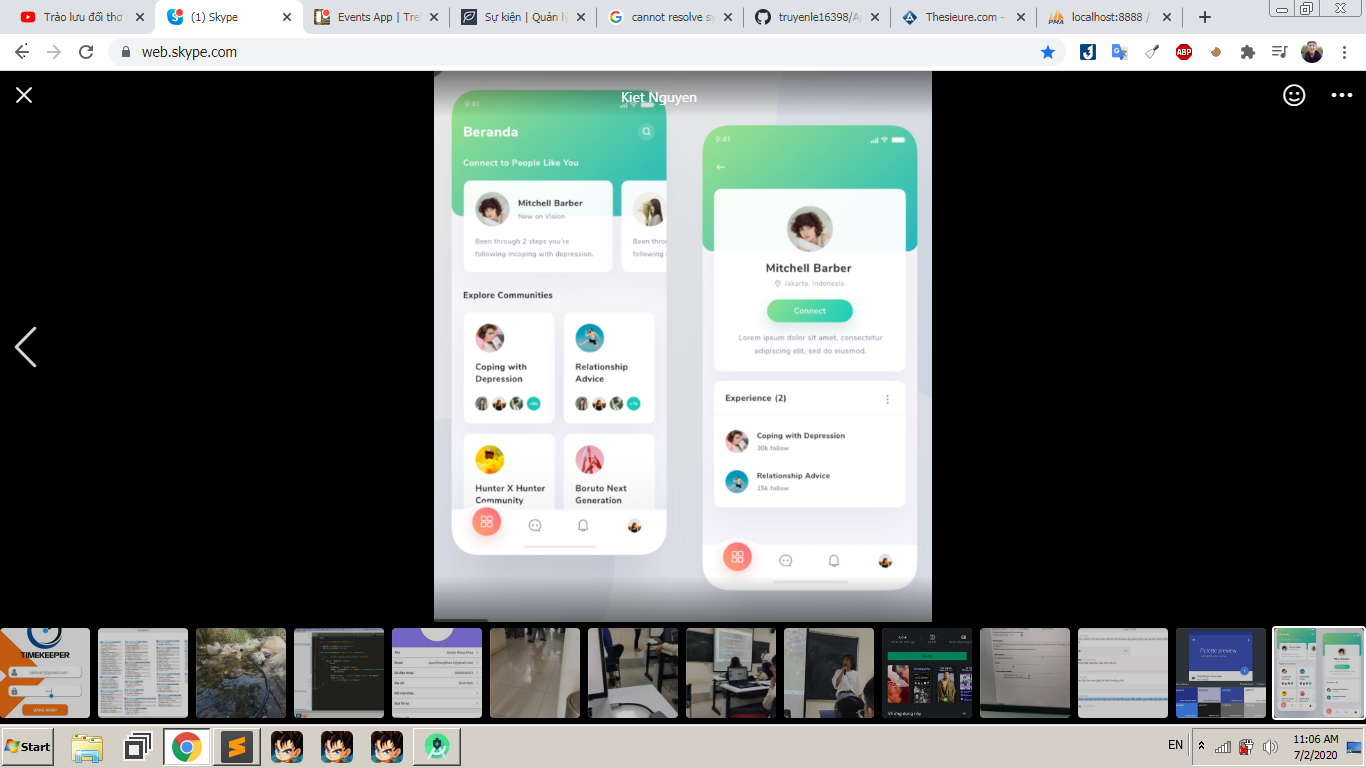 Trào lưu đổi thơ
(1) Skype
Events App | Tre
Sự kiện | Quản lý
cannot resolve sy
truyenle16398/A
Thesieure.com -
localhost:8888 /
web.skype.com
ABP
Kiet Nguyen
9:41
Beranda
Connect to People Like You
Mitchell Barber
New on Vision
Been through 2 steps you're
following incoping with depression.
Been thro
following i
Explore Communities
Coping with
Depression
Relationship
Advice
Hunter X Hunter
Community
Boruto Next
Generation
9:41
Mitchell Barber
Jakarta, Indonesia
Connect
Lorem ipsum dolor sit amet, consectetur
adipiscing elit, sed do eiusmod.
Experience (2)
Coping with Depression
30k follow
Relationship Advice
15k follow
TIMEKEEPER
Palette preview
Start
EN
11:06 AM
7/2/2020